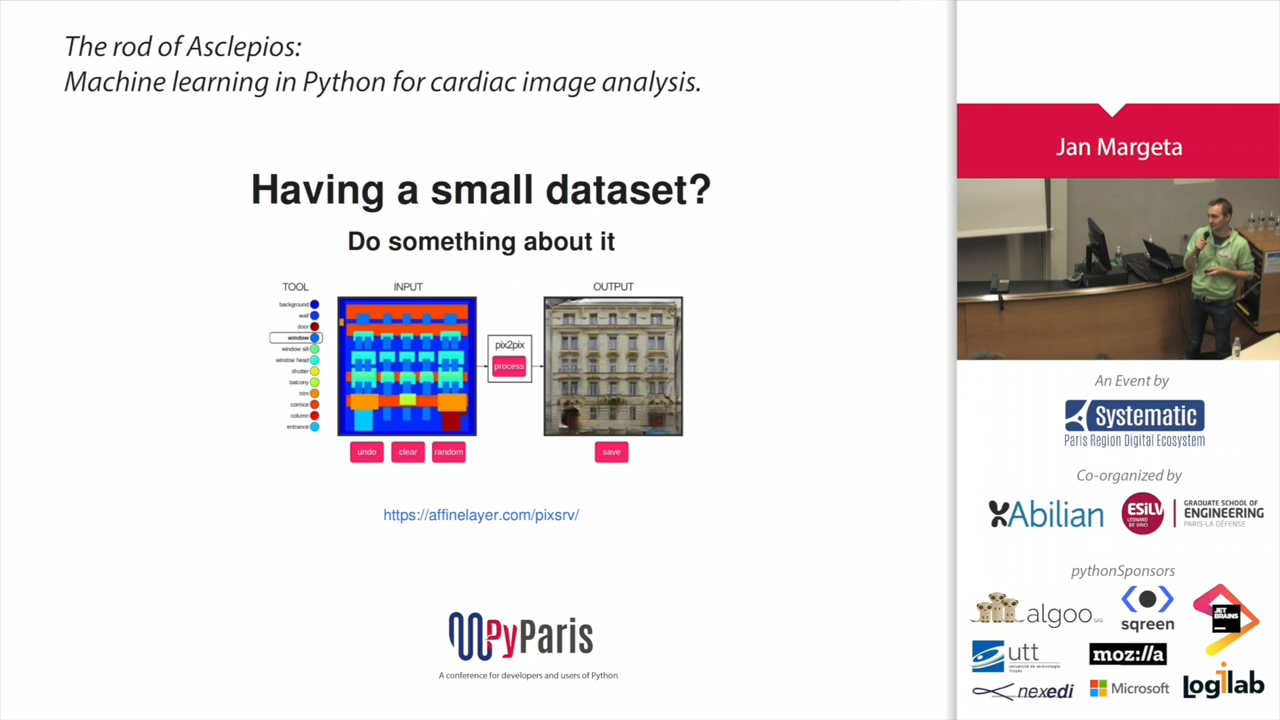 The rod of Asclepios:
Machine learning in Python for cardiac image analysis.
Having a small dataset?
Do something about it
TOOL
INPUT
OUTPUT
background
wall
door
window
window sill
window head
shutter
balcony
trim
cornice
column
entrance
pix2pix
process
undo
clear
random
save
https://affinelayer.com/pixsrv/
PyParis
A conference for developers and users of Python
Jan Margeta
An Event by
Systematic
Paris Region Digital Ecosystem
Co-organized by
Abilian
ESILV
LÉONARD
DE VINCI
GRADUATE SCHOOL OF
ENGINEERING
PARIS-LA DÉFENSE
pythonSponsors
algoo SAS
sqreen
JET
BRAINS
utt
université de technologie
Troyes
moz://a
nexedi
Microsoft
Logilab